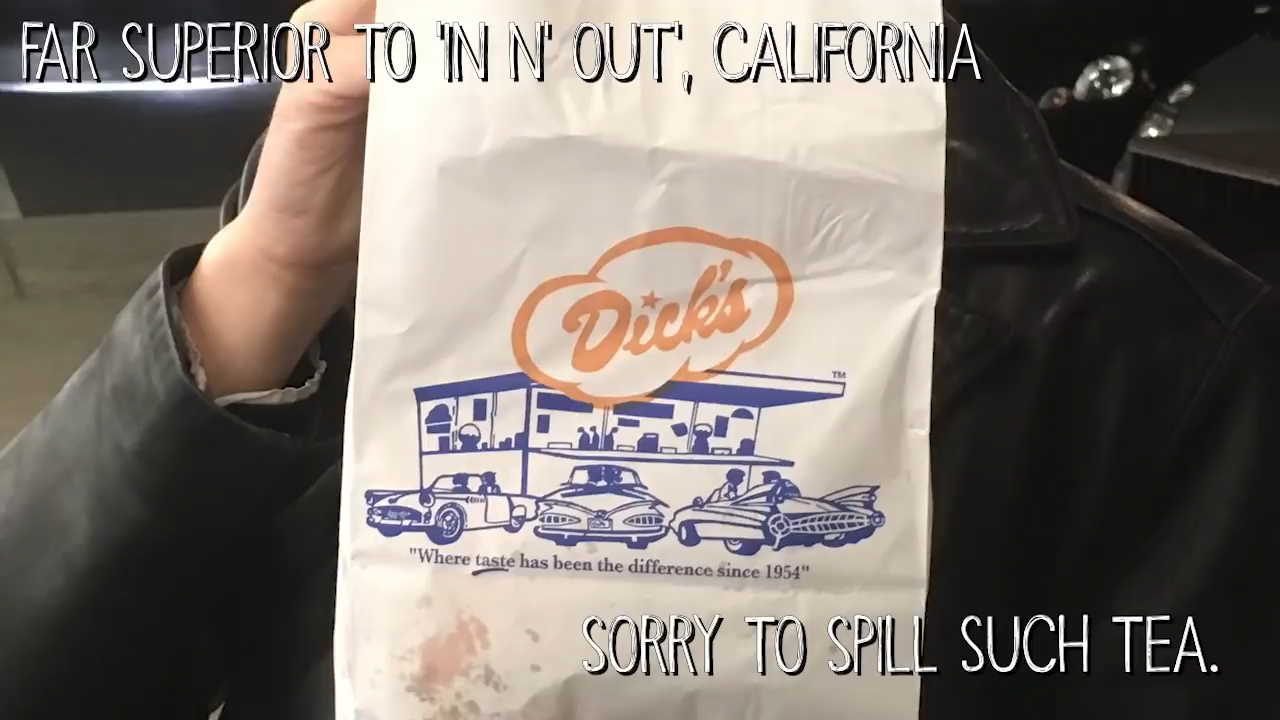 FAR SUPERIOR TO 'IN N' OUT', CALIFORNIA
Dick's
TM
"Where taste has been the difference since 1954"
SORRY TO SPILL SUCH TEA.